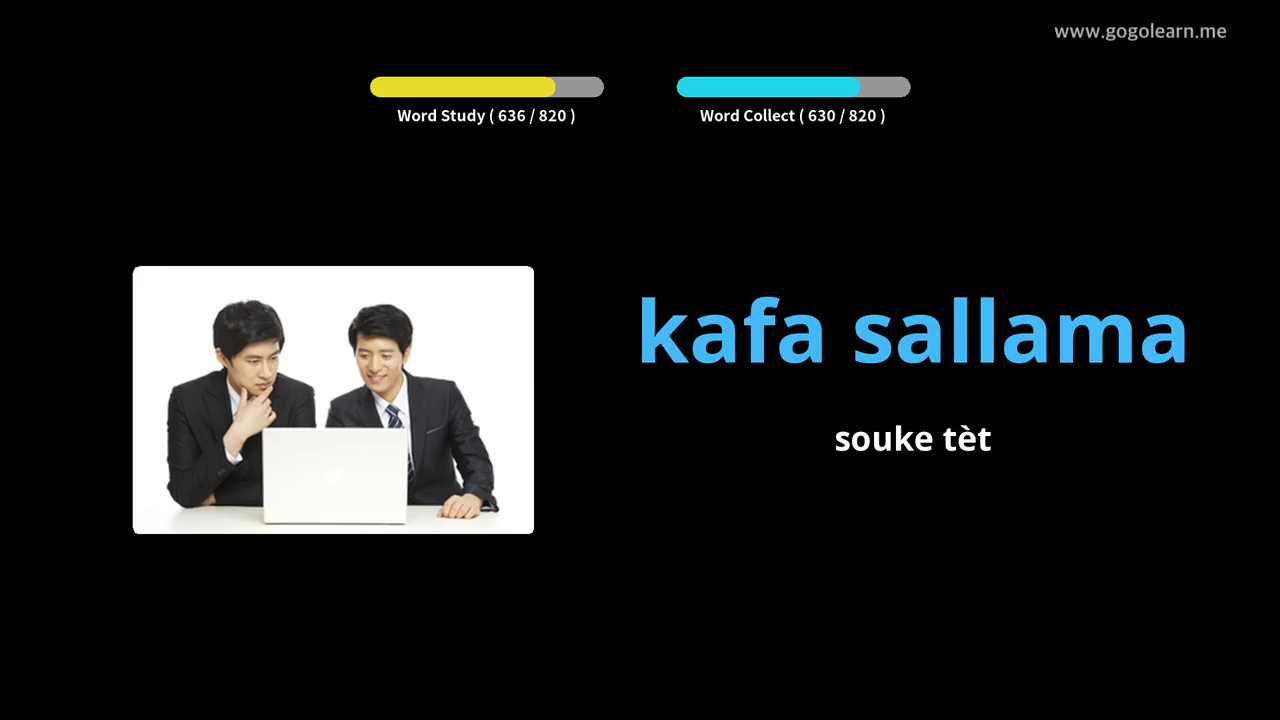 www.gogolearn.me
Word Study ( 636 / 820 )
Word Collect ( 630 / 820 )
kafa sallama
souke tèt